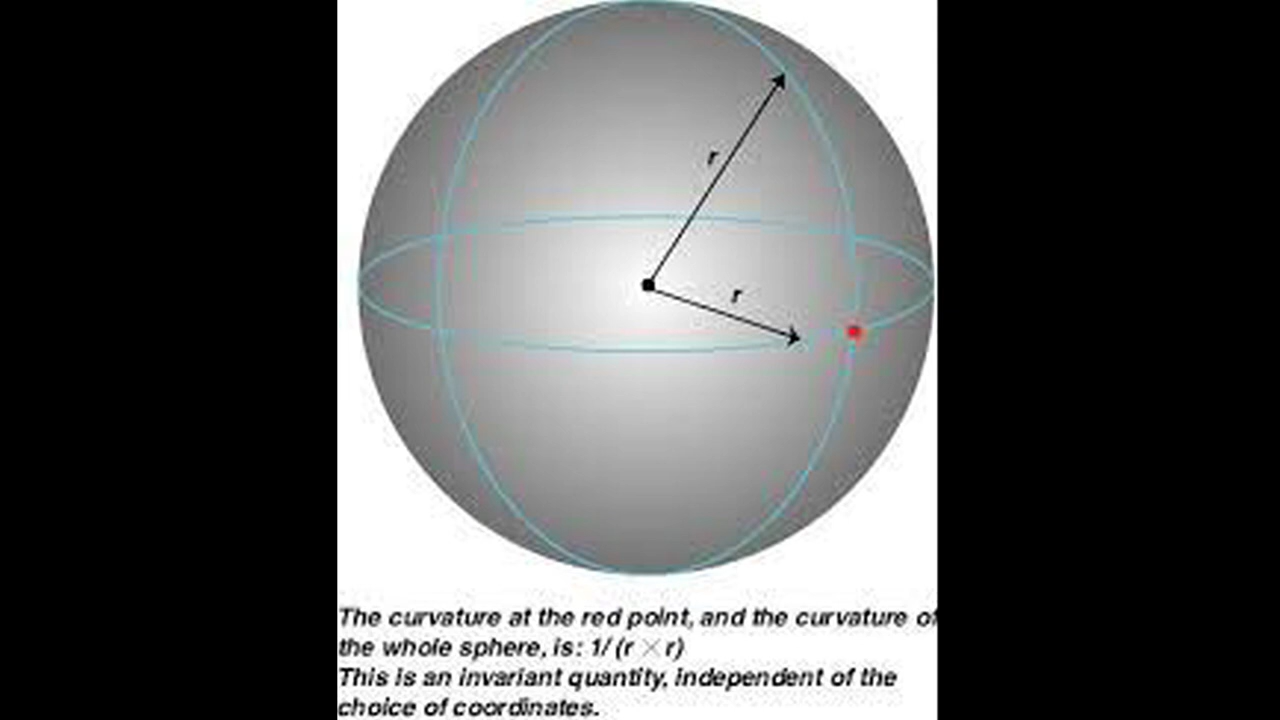 r
r
The curvature at the red point, and the curvature of
the whole sphere, is: 1/ (r × r)
This is an invariant quantity, independent of the
choice of coordinates.